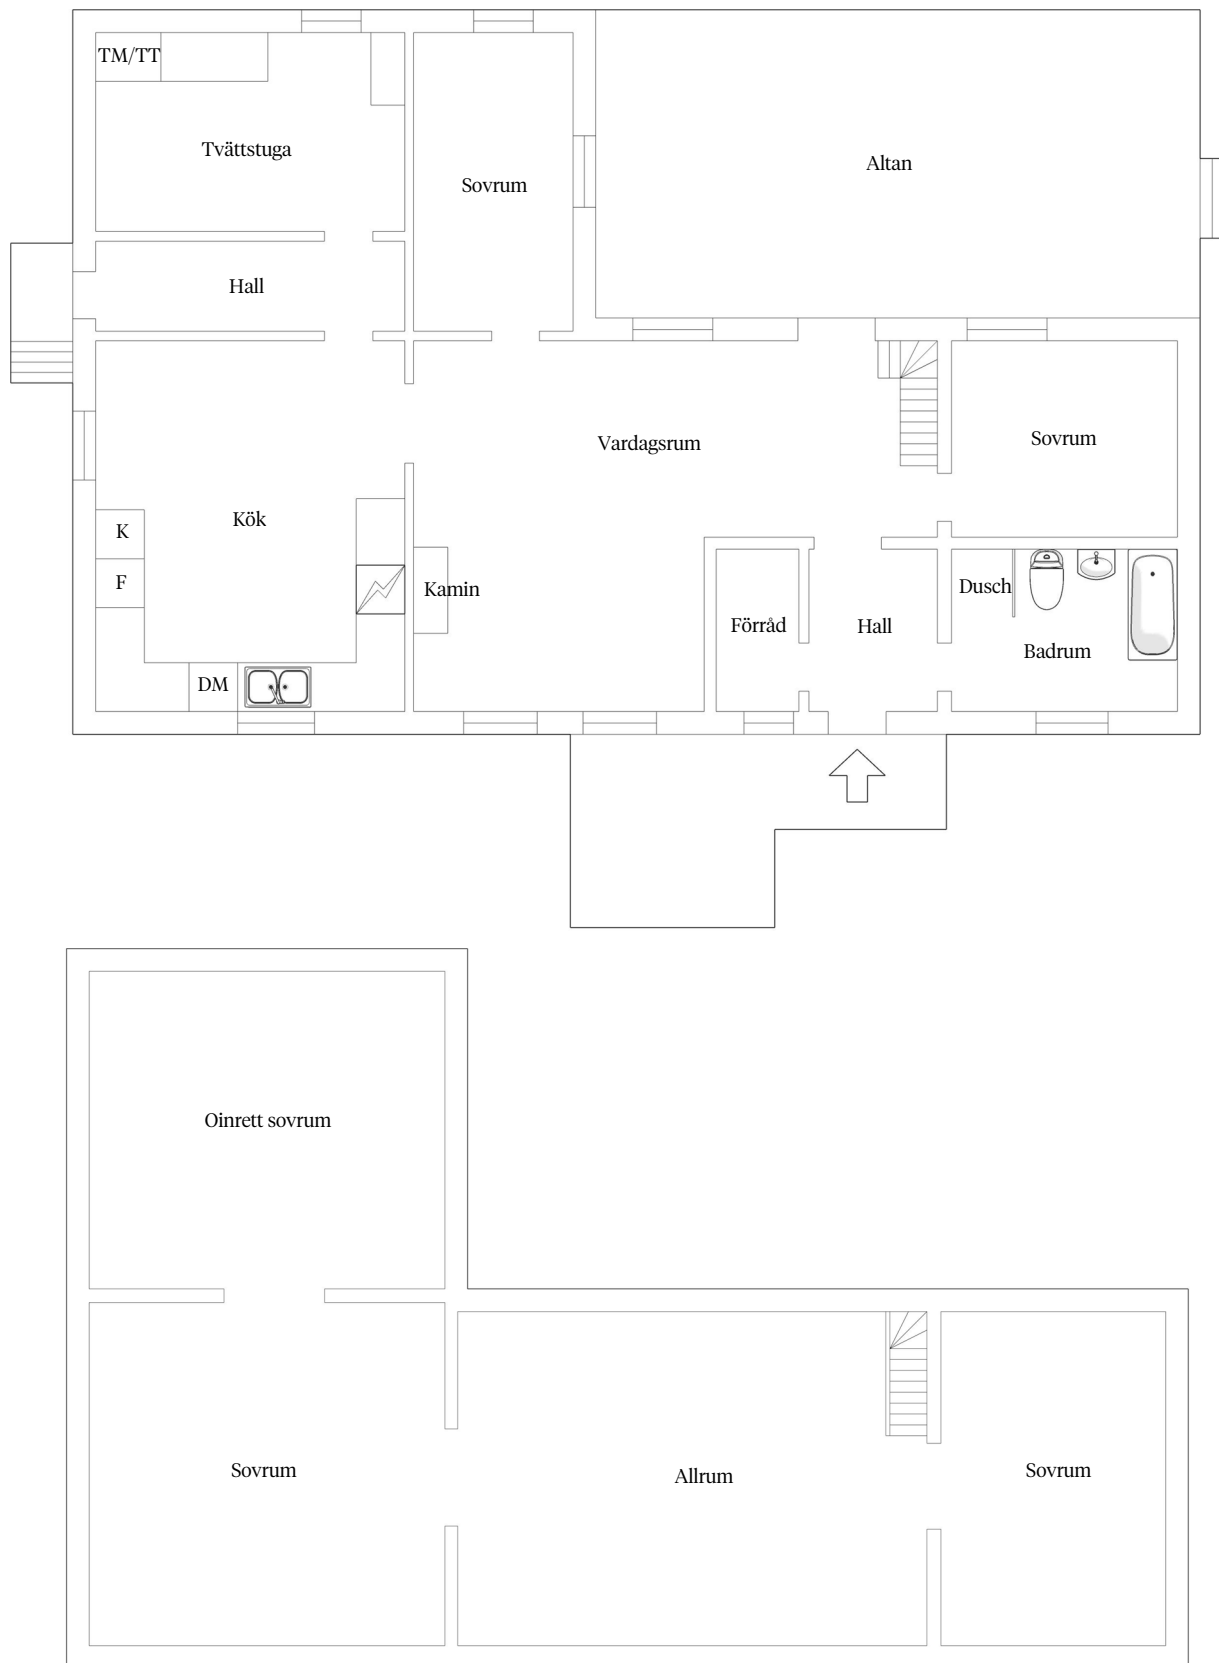 TM/TT
Tvättstuga
Altan
Sovrum
Hall
Vardagsrum
Sovrum
Kök
K
F
Kamin
Dusch
Förråd
Hall
Badrum
DM
Oinrett sovrum
Sovrum
Allrum
Sovrum